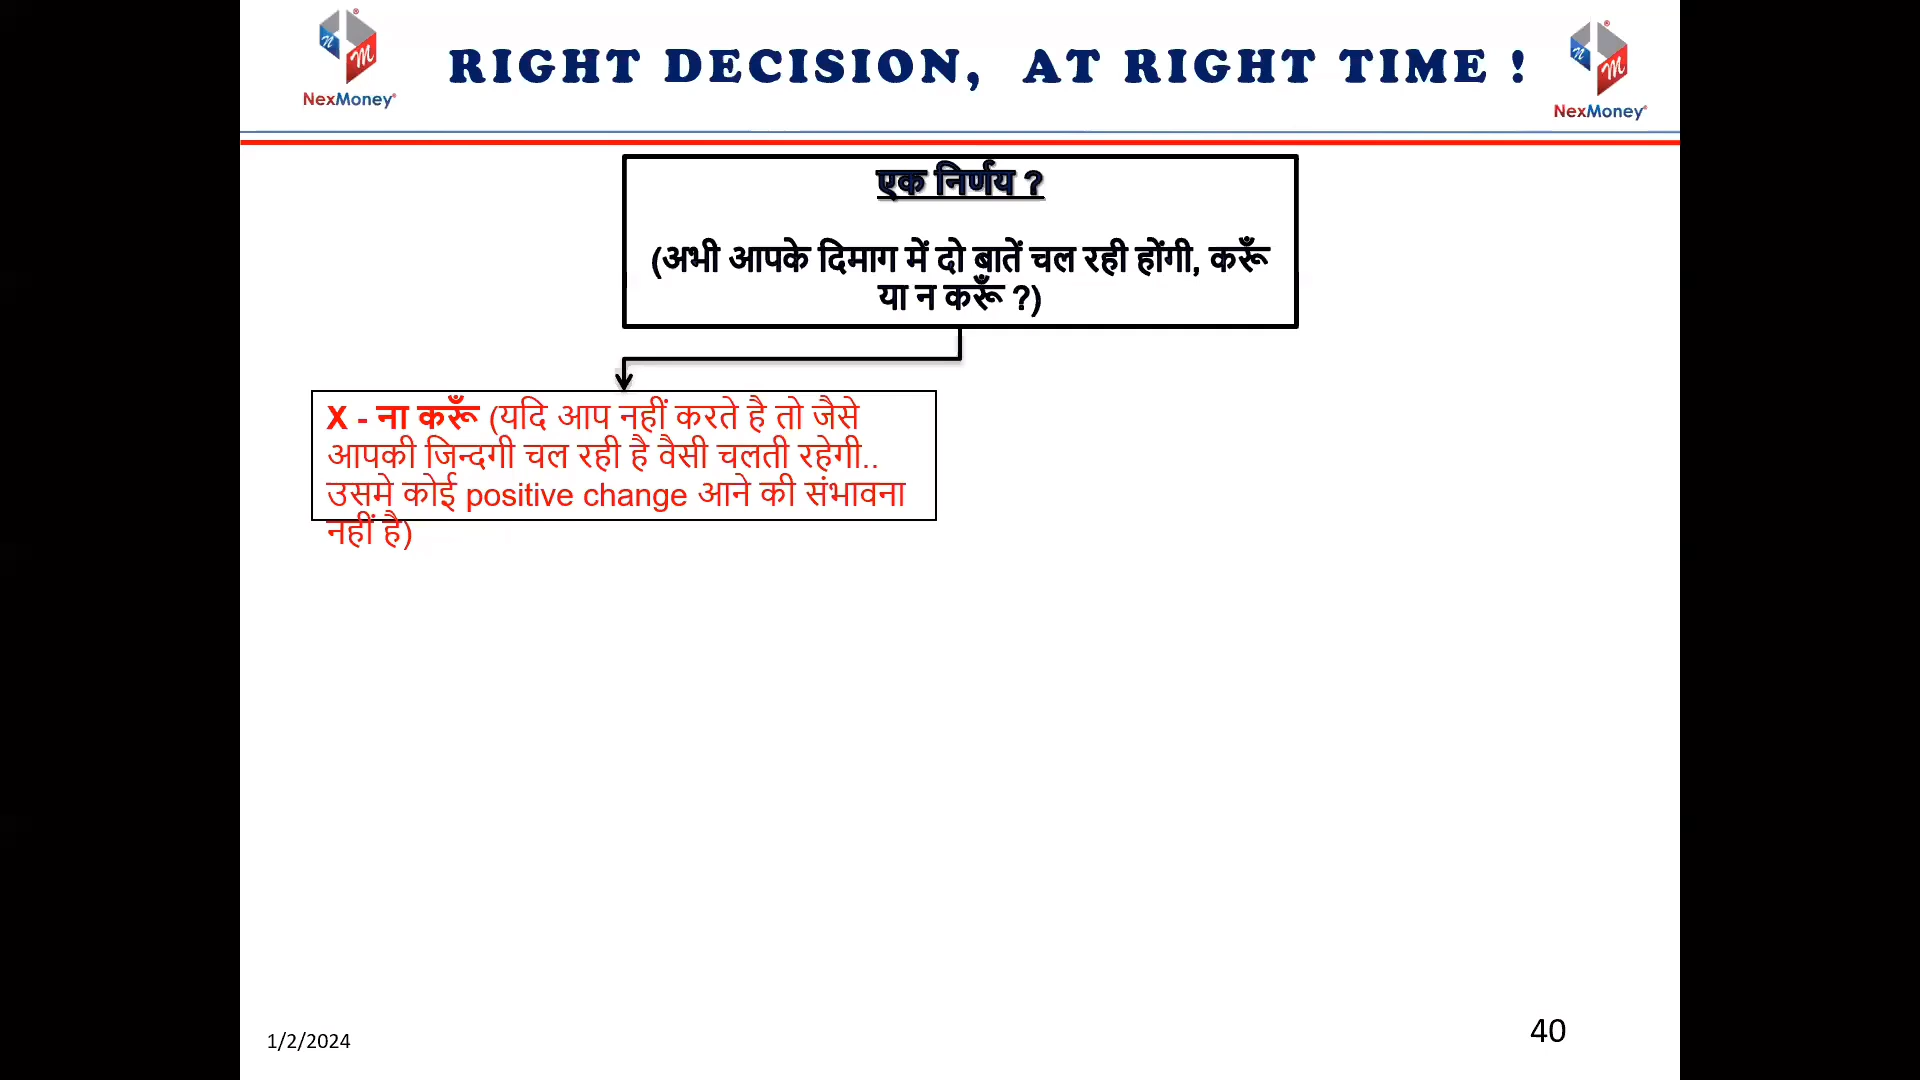 RIGHT DECISION, AT RIGHT TIME !
NexMoney
NexMoney
एक निर्णय ?
(अभी आपके दिमाग में दो बातें चल रही होंगी, करूँ
या न करूँ ?)
X - ना करूँ (यदि आप नहीं करते है तो जैसे
आपकी जिन्दगी चल रही है वैसी चलती रहेगी..
उसमे कोई positive change आने की संभावना
नहीं है)
1/2/2024
40